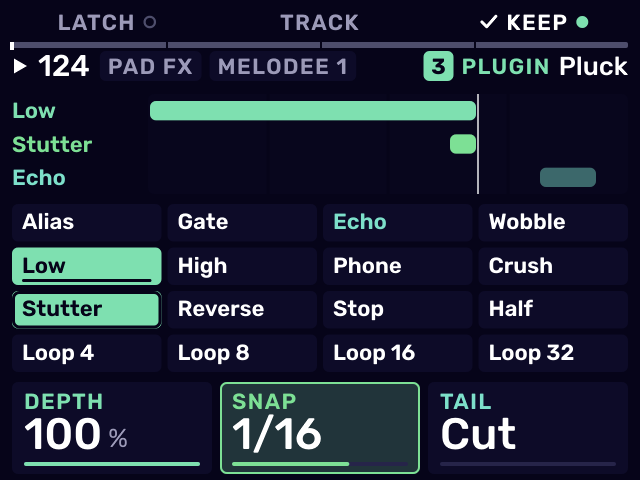 LATCH TRACK KEEP
124 PAD FX MELODEE 1 3 PLUGIN Pluck
Low
Stutter
Echo
Alias Gate Echo Wobble
Low High Phone Crush
Stutter Reverse Stop Half
Loop 4 Loop 8 Loop 16 Loop 32
DEPTH SNAP TAIL
100 % 1/16 Cut